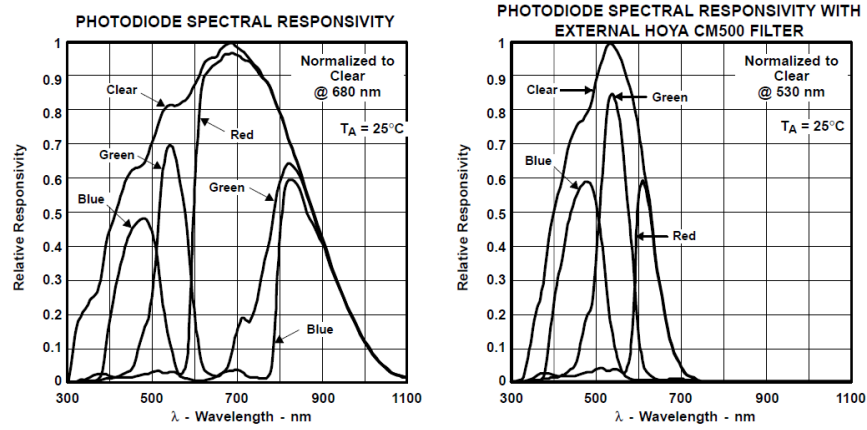 PHOTODIODE SPECTRAL RESPONSIVITY
1
0.9
0.8
0.7
0.6
0.5
0.4
0.3
0.2
0.1
0
Relative Responsivity
Normalized to
Clear
@ 680 nm
TA = 25°C
Clear
Red
Green
Green
Blue
Blue
300 500 700 900 1100
λ - Wavelength - nm
PHOTODIODE SPECTRAL RESPONSIVITY WITH
EXTERNAL HOYA CM500 FILTER
1
0.9
0.8
0.7
0.6
0.5
0.4
0.3
0.2
0.1
0
Relative Responsivity
Normalized to
Clear
@ 530 nm
TA = 25°C
Clear
Green
Blue
Red
300 500 700 900 1100
λ - Wavelength - nm